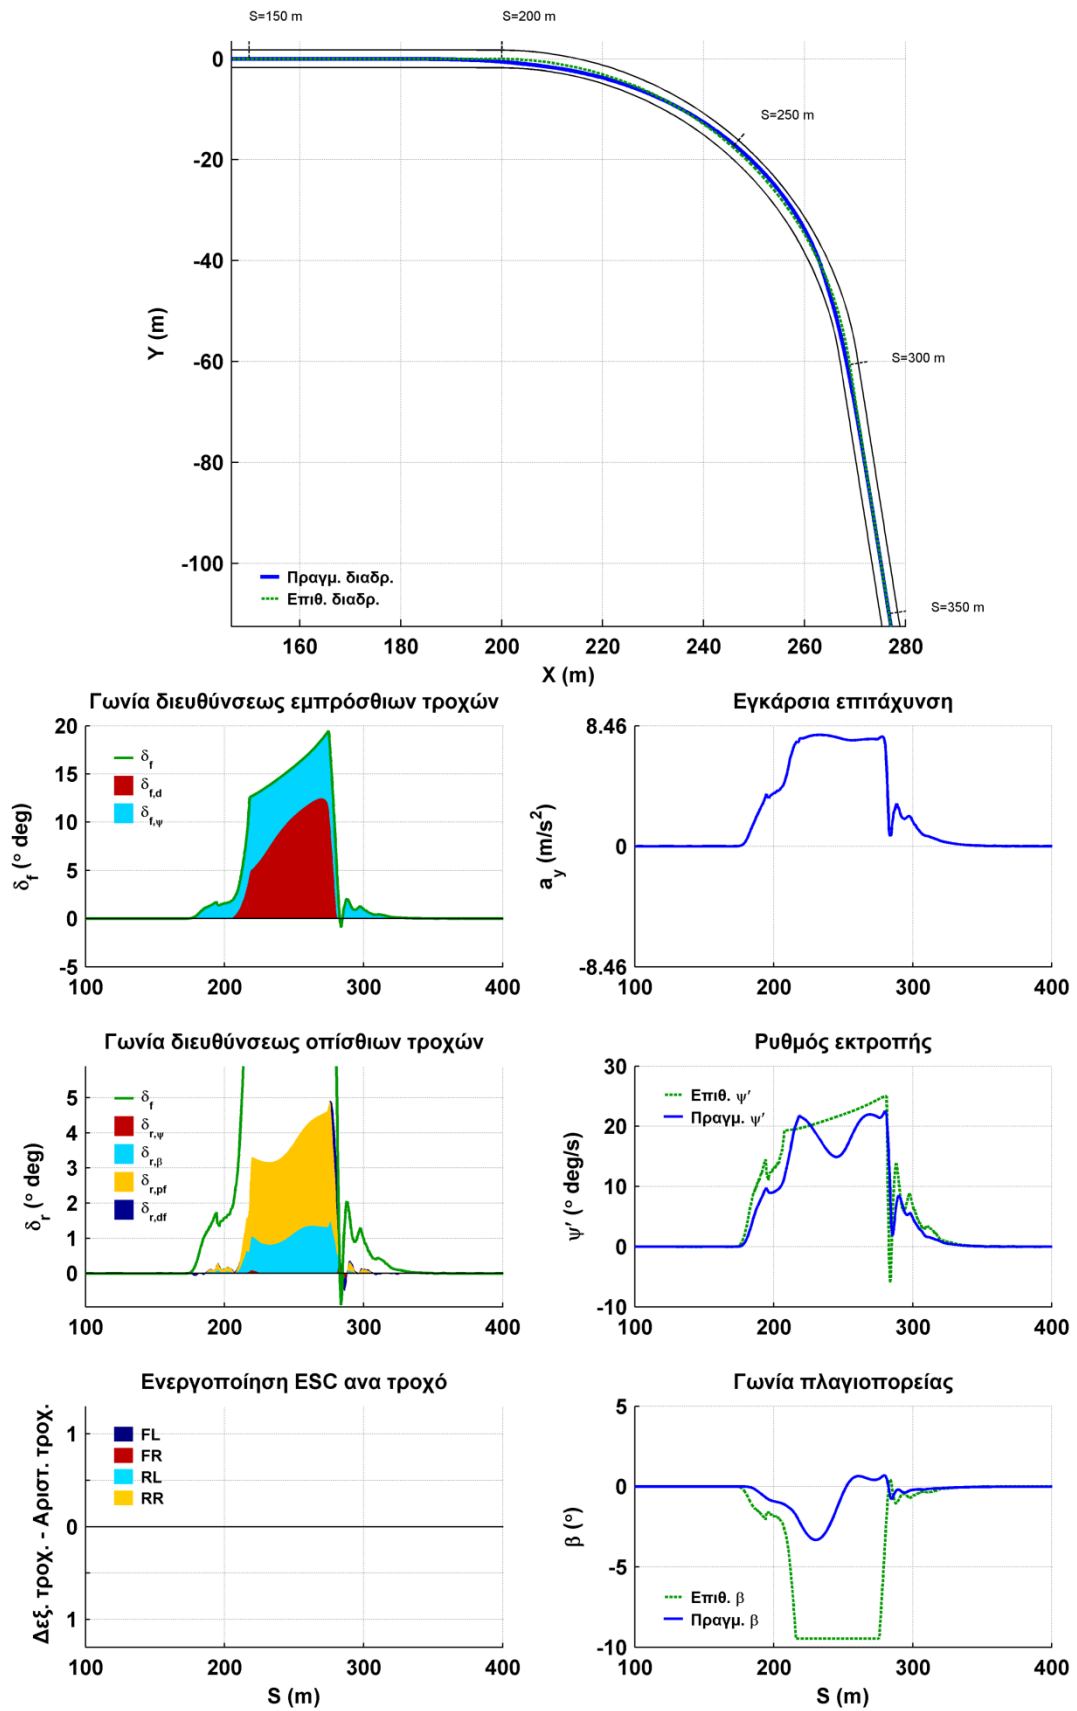 S=150 m
S=200 m
S=250 m
S=300 m
S=350 m
0
-20
-40
-60
-80
-100
Y (m)
Πραγμ. διαδρ.
Επιθ. διαδρ.
160 180 200 220 240 260 280
X (m)
Γωνία διευθύνσεως εμπρόσθιων τροχών
20
15
10
5
0
-5
δf (° deg)
δf
δf,d
δf,ψ
100 200 300 400
Εγκάρσια επιτάχυνση
8.46
0
-8.46
ay (m/s2)
100 200 300 400
Γωνία διευθύνσεως οπίσθιων τροχών
5
4
3
2
1
0
δr (° deg)
δf
δr,ψ
δr,β
δr,pf
δr,df
100 200 300 400
Ρυθμός εκτροπής
30
20
10
0
-10
ψ′ (° deg/s)
Επιθ. ψ′
Πραγμ. ψ′
100 200 300 400
Ενεργοποίηση ESC ανα τροχό
1
0
1
Δεξ. τροχ. - Αριστ. τροχ.
FL
FR
RL
RR
100 200 300 400
S (m)
Γωνία πλαγιοπορείας
5
0
-5
-10
β (°)
Επιθ. β
Πραγμ. β
100 200 300 400
S (m)